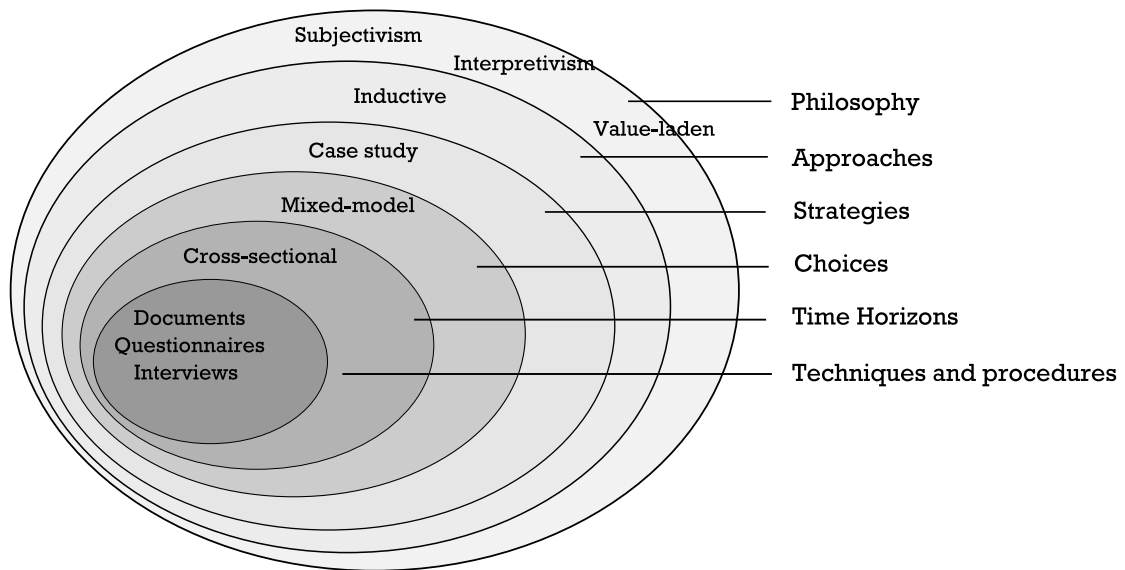 Subjectivism
Interpretivism
Inductive
Value-laden
Case study
Mixed-model
Cross-sectional
Documents
Questionnaires
Interviews
Philosophy
Approaches
Strategies
Choices
Time Horizons
Techniques and procedures